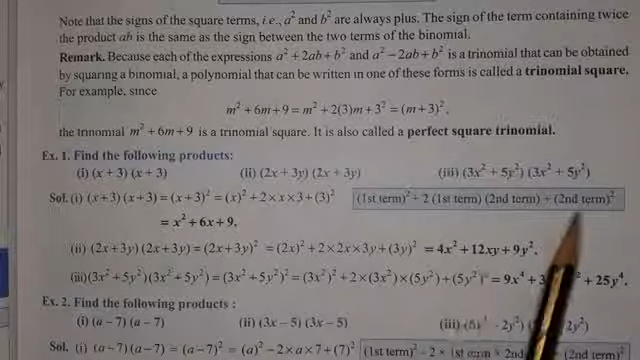 Note that the signs of the square terms, i.e., a² and b² are always plus. The sign of the term containing twice
the product ab is the same as the sign between the two terms of the binomial.
Remark. Because each of the expressions a² + 2ab + b² and a² − 2ab + b² is a trinomial that can be obtained
by squaring a binomial, a polynomial that can be written in one of these forms is called a trinomial square.
For example, since
m² + 6m + 9 = m² + 2(3)m + 3² = (m + 3)²,
the trinomial m² + 6m + 9 is a trinomial square. It is also called a perfect square trinomial.
Ex. 1. Find the following products:
(i) (x + 3) (x + 3) (ii) (2x + 3y) (2x + 3y) (iii) (3x² + 5y²) (3x² + 5y²)
Sol. (i) (x + 3) (x + 3) = (x + 3)² = (x)² + 2 × x × 3 + (3)² (1st term)² + 2 (1st term) (2nd term) + (2nd term)²
= x² + 6x + 9.
(ii) (2x + 3y) (2x + 3y) = (2x + 3y)² = (2x)² + 2 × 2x × 3y + (3y)² = 4x² + 12xy + 9y².
(iii) (3x² + 5y²) (3x² + 5y²) = (3x² + 5y²)² = (3x²)² + 2 × (3x²) × (5y²) + (5y²)² = 9x⁴ + 3 ² + 25y⁴.
Ex. 2. Find the following products :
(i) (a − 7) (a − 7) (ii) (3x − 5) (3x − 5) (iii) − 2y²) 2y²)
Sol. (i) (a − 7) (a − 7) = (a − 7)² = (a)² − 2 × a × 7 + (7)² (1st term)² − 2 × (1st term) × (2nd